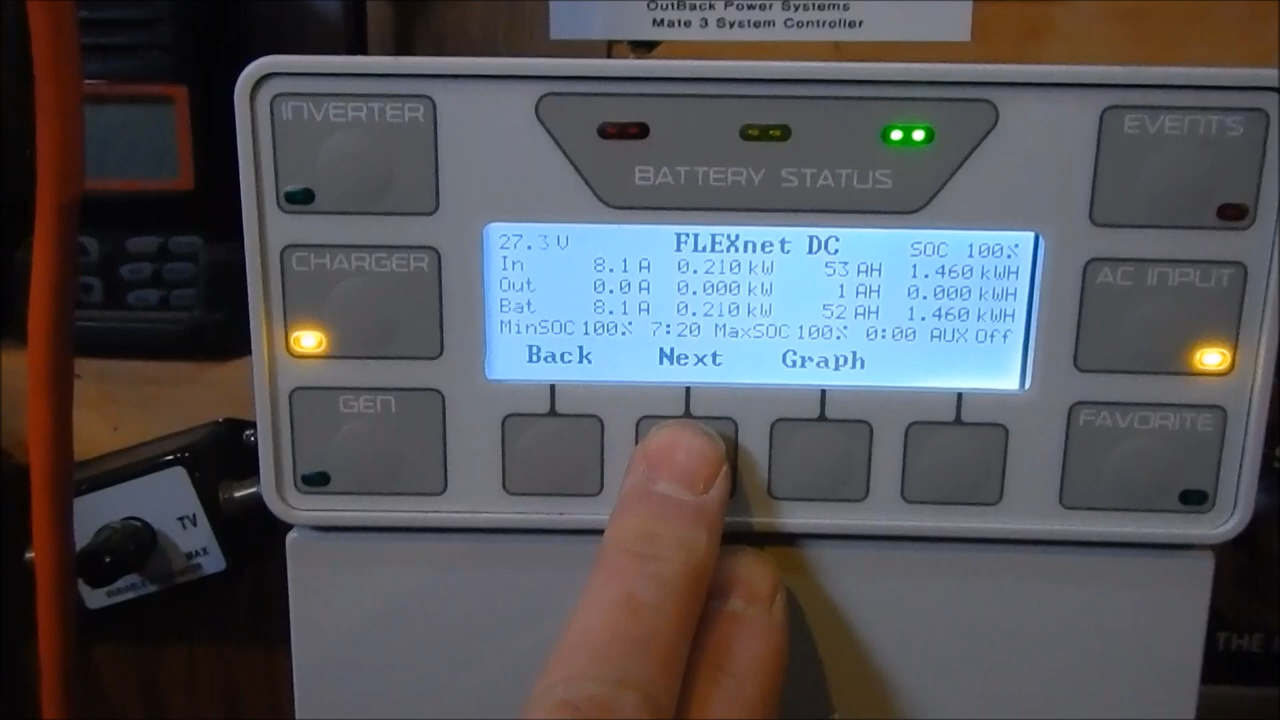 OutBack Power Systems
Mate 3 System Controller
INVERTER
EVENTS
BATTERY STATUS
CHARGER
AC INPUT
27.3 V FLEXnet DC SOC 100%
In 8.1 A 0.210 kW 53 AH 1.460 kWH
Out 0.0 A 0.000 kW 1 AH 0.000 kWH
Bat 8.1 A 0.210 kW 52 AH 1.460 kWH
MinSOC 100% 7:20 MaxSOC 100% 0:00 AUX Off
Back Next Graph
GEN
FAVORITE
TV
MAX
VARIABLE
THE